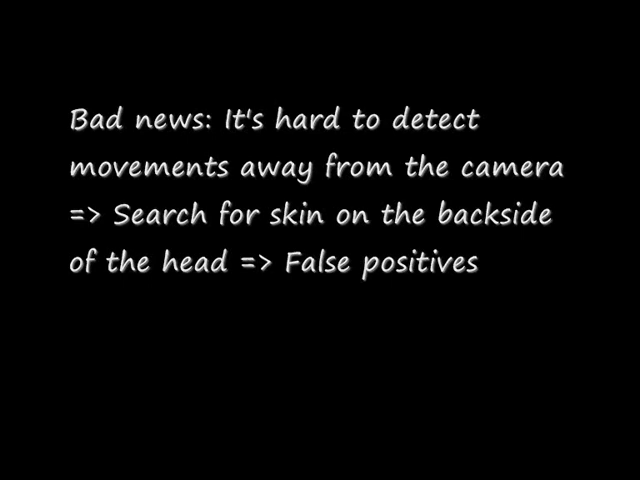 Bad news: It's hard to detect
movements away from the camera
=> Search for skin on the backside
of the head => False positives